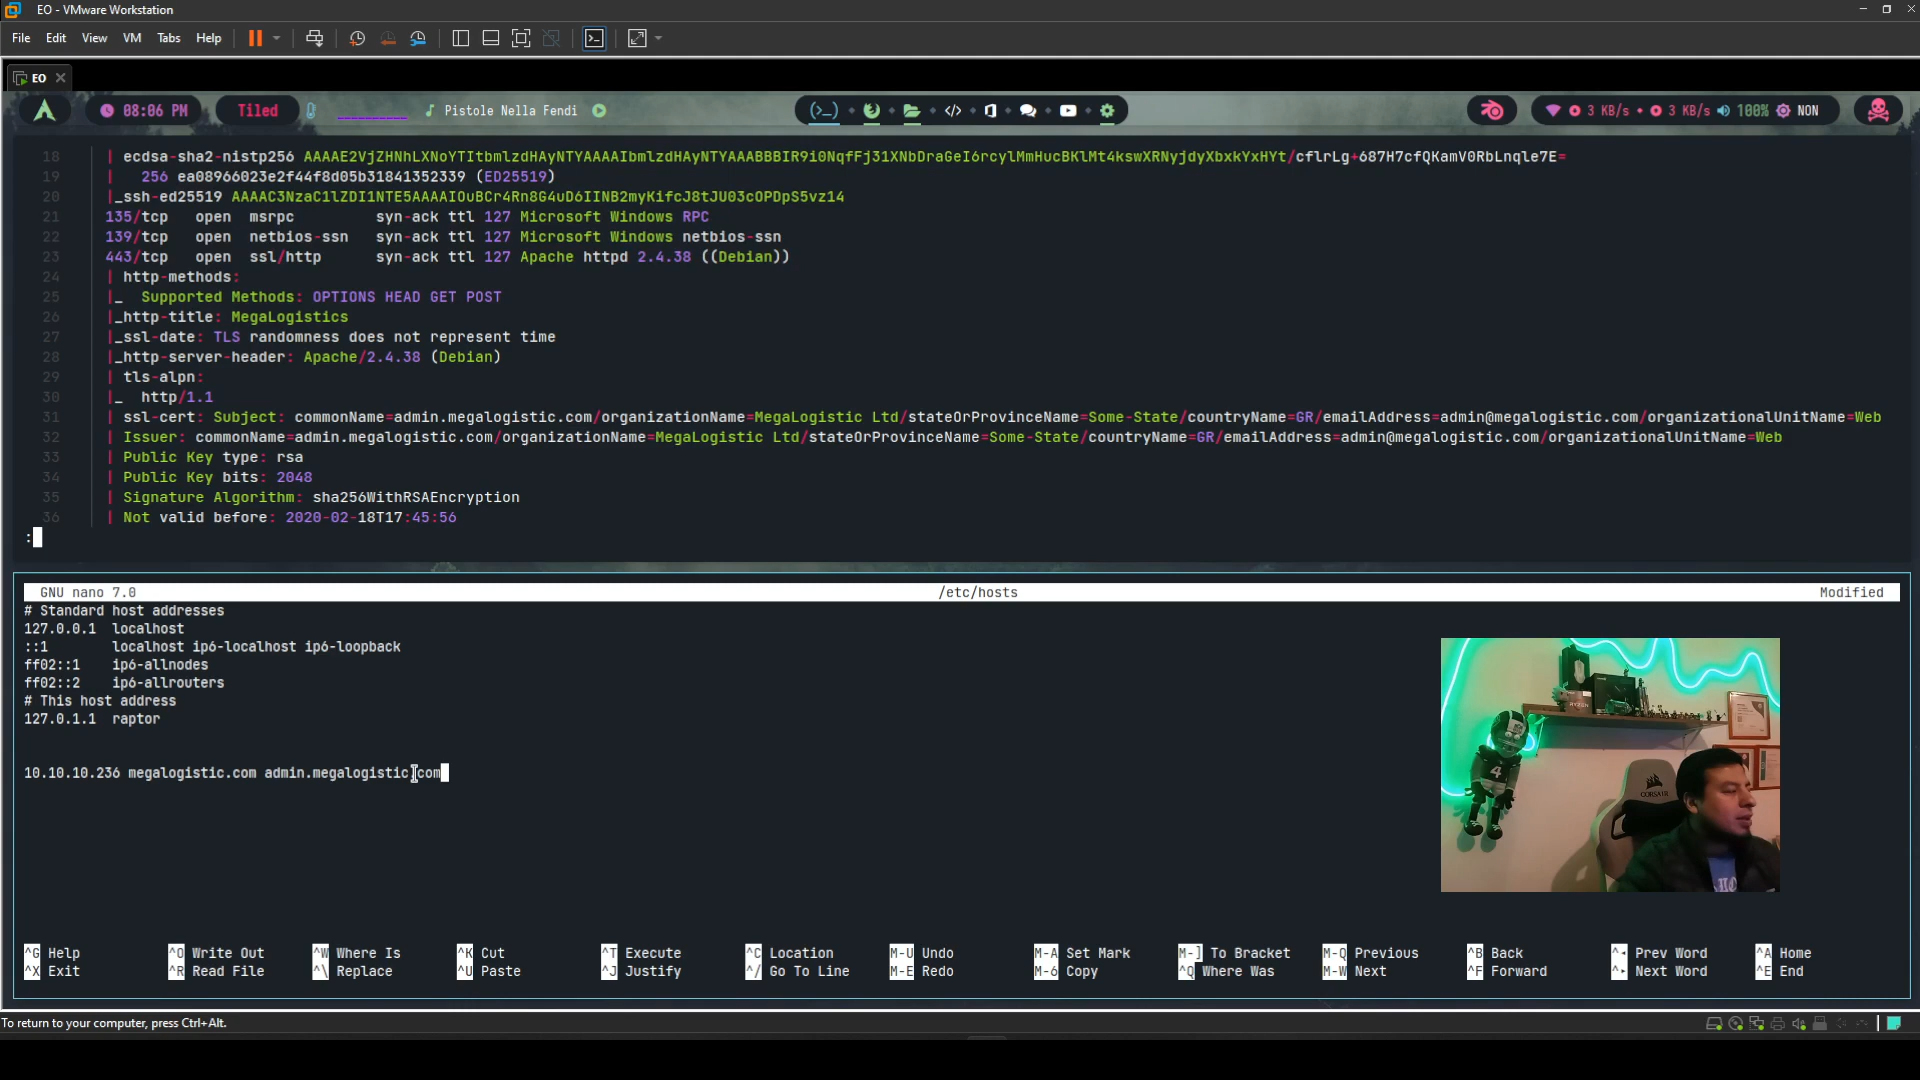 EO - VMware Workstation
File Edit View VM Tabs Help
EO
08:06 PM Tiled Pistole Nella Fendi 3 KB/s 3 KB/s 100% NON
18 | ecdsa-sha2-nistp256 AAAAE2VjZHNhLXNoYTItbmlzdHAyNTYAAAAIbmlzdHAyNTYAAABBBIR9i0NqfFj31XNbDraGeI6rcylMmHucBKlMt4kswXRNyjdyXbxkYxHYt/cflrLg+687H7cfQKamV0RbLnqle7E=
19 | 256 ea08966023e2f44f8d05b31841352339 (ED25519)
20 |_ssh-ed25519 AAAAC3NzaC1lZDI1NTE5AAAAIOuBCr4Rn8G4uD6IINB2myKifcJ8tJU03cOPDpS5vz14
21 135/tcp open msrpc syn-ack ttl 127 Microsoft Windows RPC
22 139/tcp open netbios-ssn syn-ack ttl 127 Microsoft Windows netbios-ssn
23 443/tcp open ssl/http syn-ack ttl 127 Apache httpd 2.4.38 ((Debian))
24 | http-methods:
25 |_ Supported Methods: OPTIONS HEAD GET POST
26 |_http-title: MegaLogistics
27 |_ssl-date: TLS randomness does not represent time
28 |_http-server-header: Apache/2.4.38 (Debian)
29 | tls-alpn:
30 |_ http/1.1
31 | ssl-cert: Subject: commonName=admin.megalogistic.com/organizationName=MegaLogistic Ltd/stateOrProvinceName=Some-State/countryName=GR/emailAddress=admin@megalogistic.com/organizationalUnitName=Web
32 | Issuer: commonName=admin.megalogistic.com/organizationName=MegaLogistic Ltd/stateOrProvinceName=Some-State/countryName=GR/emailAddress=admin@megalogistic.com/organizationalUnitName=Web
33 | Public Key type: rsa
34 | Public Key bits: 2048
35 | Signature Algorithm: sha256WithRSAEncryption
36 | Not valid before: 2020-02-18T17:45:56
:
GNU nano 7.0 /etc/hosts Modified
# Standard host addresses
127.0.0.1 localhost
::1 localhost ip6-localhost ip6-loopback
ff02::1 ip6-allnodes
ff02::2 ip6-allrouters
# This host address
127.0.1.1 raptor
10.10.10.236 megalogistic.com admin.megalogistic.com
4
CORSAIR
^G Help ^O Write Out ^W Where Is ^K Cut ^T Execute ^C Location M-U Undo M-A Set Mark M-] To Bracket M-Q Previous ^B Back ^◂ Prev Word ^A Home
^X Exit ^R Read File ^\ Replace ^U Paste ^J Justify ^/ Go To Line M-E Redo M-6 Copy ^Q Where Was M-W Next ^F Forward ^▸ Next Word ^E End
To return to your computer, press Ctrl+Alt.